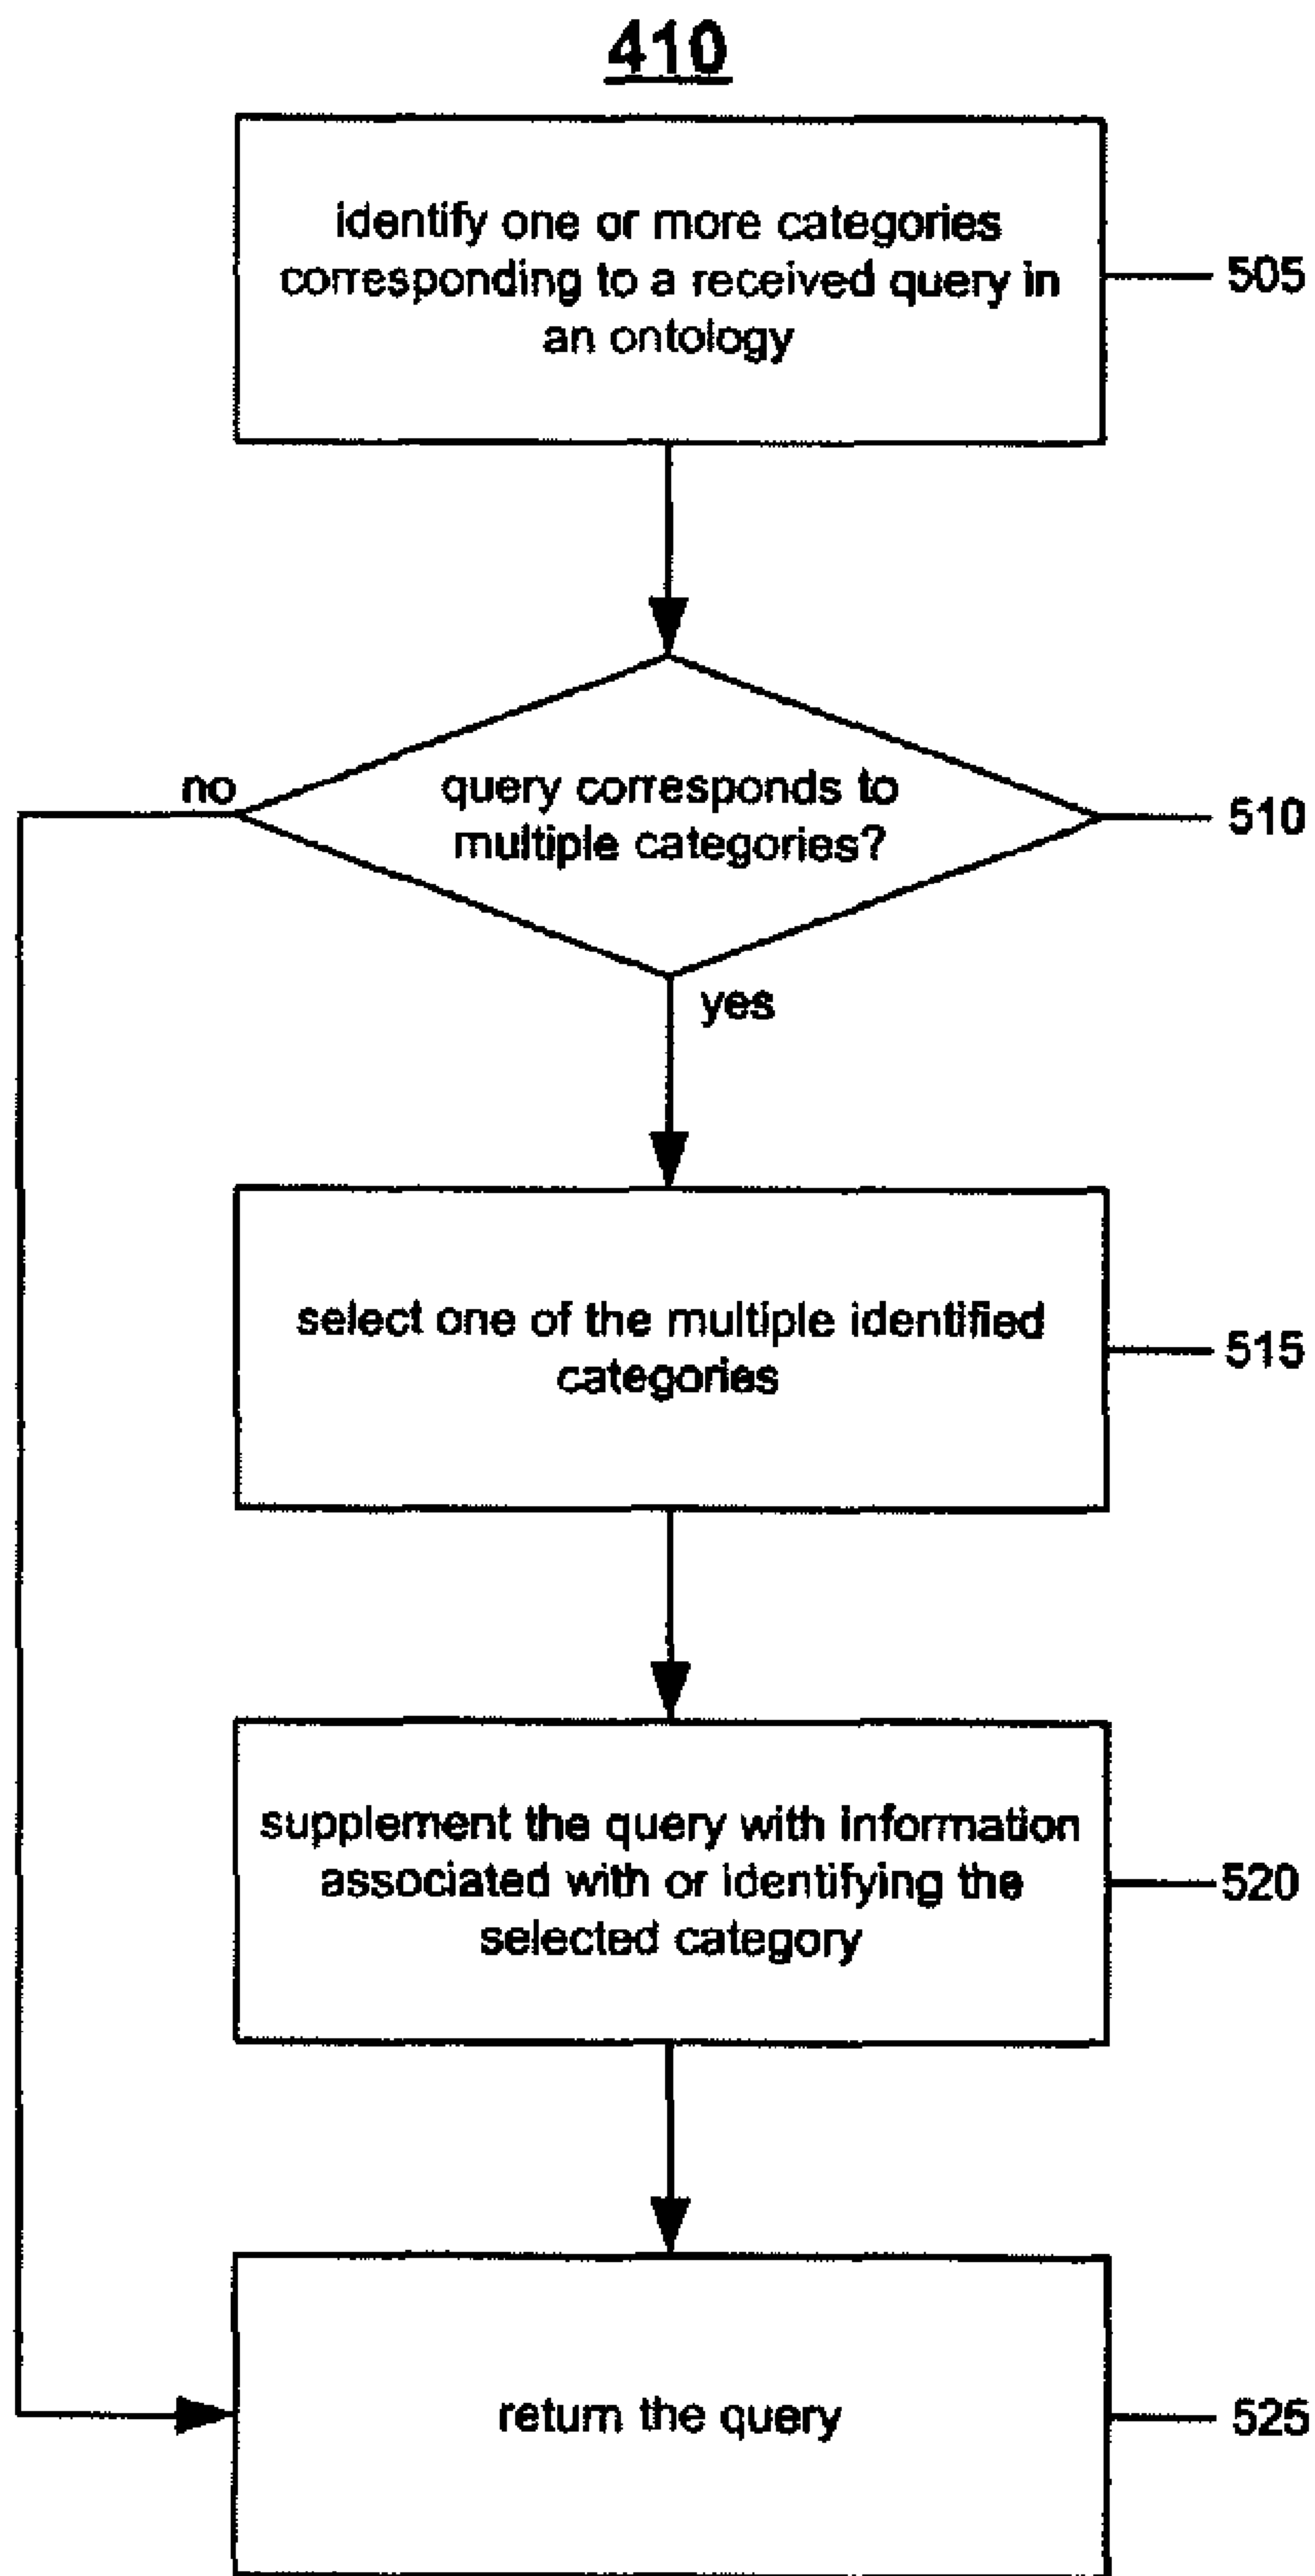 410
identify one or more categories
corresponding to a received query in
an ontology
505
no
query corresponds to
multiple categories?
510
yes
select one of the multiple identified
categories
515
supplement the query with information
associated with or identifying the
selected category
520
return the query
525